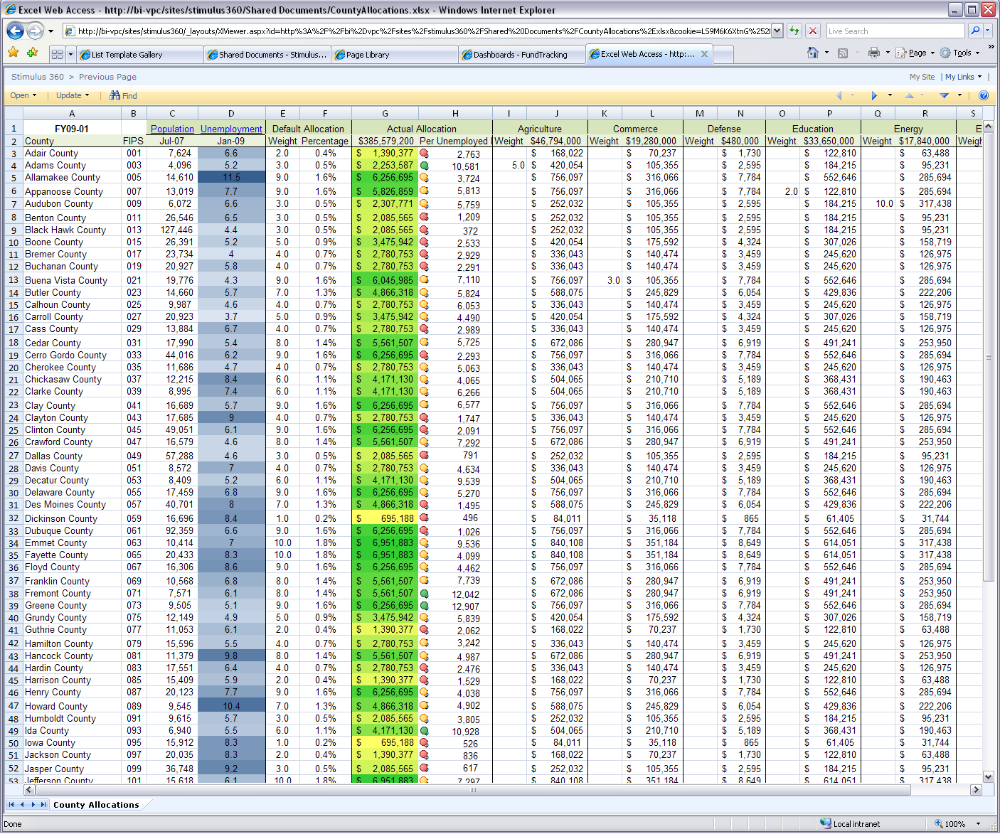 Excel Web Access - http://bi-vpc/sites/stimulus360/Shared Documents/CountyAllocations.xlsx - Windows Internet Explorer
http://bi-vpc/sites/stimulus360/_layouts/XlViewer.aspx?id=http%3A%2F%2Fbi%2Dvpc%2Fsites%2Fstimulus360%2FShared%20Documents%2FCountyAllocations%2Exlsx&cookie=LS9M6K6XtnG%252l Live Search
List Template Gallery Shared Documents - Stimulus... Page Library Dashboards - FundTracking Excel Web Access - http:... Page Tools
Stimulus 360 > Previous Page My Site | My Links
Open Update Find
A B C D E F G H I J K L M N O P Q R S
1 FY09-01 Population Unemployment Default Allocation Actual Allocation Agriculture Commerce Defense Education Energy E
2 County FIPS Jul-07 Jan-09 Weight Percentage $385,579,200 Per Unemployed Weight $46,794,000 Weight $19,280,000 Weight $480,000 Weight $33,650,000 Weight $17,840,000 Weigh
3 Adair County 001 7,624 6.6 2.0 0.4% $ 1,390,377 2,763 $ 168,022 $ 70,237 $ 1,730 $ 122,810 $ 63,488
4 Adams County 003 4,096 5.2 3.0 0.5% $ 2,253,587 10,581 5.0 $ 420,054 $ 105,355 $ 2,595 $ 184,215 $ 95,231
5 Allamakee County 005 14,610 11.5 9.0 1.6% $ 6,256,695 3,724 $ 756,097 $ 316,066 $ 7,784 $ 552,646 $ 285,694
6 Appanoose County 007 13,019 7.7 9.0 1.6% $ 5,826,859 5,813 $ 756,097 $ 316,066 $ 7,784 2.0 $ 122,810 $ 285,694
7 Audubon County 009 6,072 6.6 3.0 0.5% $ 2,307,771 5,759 $ 252,032 $ 105,355 $ 2,595 $ 184,215 10.0 $ 317,438
8 Benton County 011 26,546 6.5 3.0 0.5% $ 2,085,565 1,209 $ 252,032 $ 105,355 $ 2,595 $ 184,215 $ 95,231
9 Black Hawk County 013 127,446 4.4 3.0 0.5% $ 2,085,565 372 $ 252,032 $ 105,355 $ 2,595 $ 184,215 $ 95,231
10 Boone County 015 26,391 5.2 5.0 0.9% $ 3,475,942 2,533 $ 420,054 $ 175,592 $ 4,324 $ 307,026 $ 158,719
11 Bremer County 017 23,734 4 4.0 0.7% $ 2,780,753 2,929 $ 336,043 $ 140,474 $ 3,459 $ 245,620 $ 126,975
12 Buchanan County 019 20,927 5.8 4.0 0.7% $ 2,780,753 2,291 $ 336,043 $ 140,474 $ 3,459 $ 245,620 $ 126,975
13 Buena Vista County 021 19,776 4.3 9.0 1.6% $ 6,045,985 7,110 $ 756,097 3.0 $ 105,355 $ 7,784 $ 552,646 $ 285,694
14 Butler County 023 14,660 5.7 7.0 1.3% $ 4,866,318 5,824 $ 588,075 $ 245,829 $ 6,054 $ 429,836 $ 222,206
15 Calhoun County 025 9,987 4.6 4.0 0.7% $ 2,780,753 6,053 $ 336,043 $ 140,474 $ 3,459 $ 245,620 $ 126,975
16 Carroll County 027 20,923 3.7 5.0 0.9% $ 3,475,942 4,490 $ 420,054 $ 175,592 $ 4,324 $ 307,026 $ 158,719
17 Cass County 029 13,884 6.7 4.0 0.7% $ 2,780,753 2,989 $ 336,043 $ 140,474 $ 3,459 $ 245,620 $ 126,975
18 Cedar County 031 17,990 5.4 8.0 1.4% $ 5,561,507 5,725 $ 672,086 $ 280,947 $ 6,919 $ 491,241 $ 253,950
19 Cerro Gordo County 033 44,016 6.2 9.0 1.6% $ 6,256,695 2,293 $ 756,097 $ 316,066 $ 7,784 $ 552,646 $ 285,694
20 Cherokee County 035 11,686 4.7 4.0 0.7% $ 2,780,753 5,063 $ 336,043 $ 140,474 $ 3,459 $ 245,620 $ 126,975
21 Chickasaw County 037 12,215 8.4 6.0 1.1% $ 4,171,130 4,065 $ 504,065 $ 210,710 $ 5,189 $ 368,431 $ 190,463
22 Clarke County 039 8,995 7.4 6.0 1.1% $ 4,171,130 6,266 $ 504,065 $ 210,710 $ 5,189 $ 368,431 $ 190,463
23 Clay County 041 16,689 5.7 9.0 1.6% $ 6,256,695 6,577 $ 756,097 $ 316,066 $ 7,784 $ 552,646 $ 285,694
24 Clayton County 043 17,685 9 4.0 0.7% $ 2,780,753 1,747 $ 336,043 $ 140,474 $ 3,459 $ 245,620 $ 126,975
25 Clinton County 045 49,051 6.1 9.0 1.6% $ 6,256,695 2,091 $ 756,097 $ 316,066 $ 7,784 $ 552,646 $ 285,694
26 Crawford County 047 16,579 4.6 8.0 1.4% $ 5,561,507 7,292 $ 672,086 $ 280,947 $ 6,919 $ 491,241 $ 253,950
27 Dallas County 049 57,288 4.6 3.0 0.5% $ 2,085,565 791 $ 252,032 $ 105,355 $ 2,595 $ 184,215 $ 95,231
28 Davis County 051 8,572 7 4.0 0.7% $ 2,780,753 4,634 $ 336,043 $ 140,474 $ 3,459 $ 245,620 $ 126,975
29 Decatur County 053 8,409 5.2 6.0 1.1% $ 4,171,130 9,539 $ 504,065 $ 210,710 $ 5,189 $ 368,431 $ 190,463
30 Delaware County 055 17,459 6.8 9.0 1.6% $ 6,256,695 5,270 $ 756,097 $ 316,066 $ 7,784 $ 552,646 $ 285,694
31 Des Moines County 057 40,701 8 7.0 1.3% $ 4,866,318 1,495 $ 588,075 $ 245,829 $ 6,054 $ 429,836 $ 222,206
32 Dickinson County 059 16,696 8.4 1.0 0.2% $ 695,188 496 $ 84,011 $ 35,118 $ 865 $ 61,405 $ 31,744
33 Dubuque County 061 92,359 6.6 9.0 1.6% $ 6,256,695 1,026 $ 756,097 $ 316,066 $ 7,784 $ 552,646 $ 285,694
34 Emmet County 063 10,414 7 10.0 1.8% $ 6,951,883 9,536 $ 840,108 $ 351,184 $ 8,649 $ 614,051 $ 317,438
35 Fayette County 065 20,433 8.3 10.0 1.8% $ 6,951,883 4,099 $ 840,108 $ 351,184 $ 8,649 $ 614,051 $ 317,438
36 Floyd County 067 16,306 8.6 9.0 1.6% $ 6,256,695 4,462 $ 756,097 $ 316,066 $ 7,784 $ 552,646 $ 285,694
37 Franklin County 069 10,568 6.8 8.0 1.4% $ 5,561,507 7,739 $ 672,086 $ 280,947 $ 6,919 $ 491,241 $ 253,950
38 Fremont County 071 7,571 6.1 8.0 1.4% $ 5,561,507 12,042 $ 672,086 $ 280,947 $ 6,919 $ 491,241 $ 253,950
39 Greene County 073 9,505 5.1 9.0 1.6% $ 6,256,695 12,907 $ 756,097 $ 316,066 $ 7,784 $ 552,646 $ 285,694
40 Grundy County 075 12,149 4.9 5.0 0.9% $ 3,475,942 5,839 $ 420,054 $ 175,592 $ 4,324 $ 307,026 $ 158,719
41 Guthrie County 077 11,053 6.1 2.0 0.4% $ 1,390,377 2,062 $ 168,022 $ 70,237 $ 1,730 $ 122,810 $ 63,488
42 Hamilton County 079 15,596 5.5 4.0 0.7% $ 2,780,753 3,242 $ 336,043 $ 140,474 $ 3,459 $ 245,620 $ 126,975
43 Hancock County 081 11,379 9.8 8.0 1.4% $ 5,561,507 4,987 $ 672,086 $ 280,947 $ 6,919 $ 491,241 $ 253,950
44 Hardin County 083 17,551 6.4 4.0 0.7% $ 2,780,753 2,476 $ 336,043 $ 140,474 $ 3,459 $ 245,620 $ 126,975
45 Harrison County 085 15,409 5.9 2.0 0.4% $ 1,390,377 1,529 $ 168,022 $ 70,237 $ 1,730 $ 122,810 $ 63,488
46 Henry County 087 20,123 7.7 9.0 1.6% $ 6,256,695 4,038 $ 756,097 $ 316,066 $ 7,784 $ 552,646 $ 285,694
47 Howard County 089 9,545 10.4 7.0 1.3% $ 4,866,318 4,902 $ 588,075 $ 245,829 $ 6,054 $ 429,836 $ 222,206
48 Humboldt County 091 9,615 5.7 3.0 0.5% $ 2,085,565 3,805 $ 252,032 $ 105,355 $ 2,595 $ 184,215 $ 95,231
49 Ida County 093 6,940 5.5 6.0 1.1% $ 4,171,130 10,928 $ 504,065 $ 210,710 $ 5,189 $ 368,431 $ 190,463
50 Iowa County 095 15,912 8.3 1.0 0.2% $ 695,188 526 $ 84,011 $ 35,118 $ 865 $ 61,405 $ 31,744
51 Jackson County 097 20,035 8.3 2.0 0.4% $ 1,390,377 836 $ 168,022 $ 70,237 $ 1,730 $ 122,810 $ 63,488
52 Jasper County 099 36,748 9.2 3.0 0.5% $ 2,085,565 617 $ 252,032 $ 105,355 $ 2,595 $ 184,215 $ 95,231
53 Jefferson County 101 15,618 6.1 10.0 1.8% $ 6,951,883 7,297 $ 840,108 $ 351,184 $ 8,649 $ 614,051 $ 317,438
County Allocations
Done Local intranet 100%